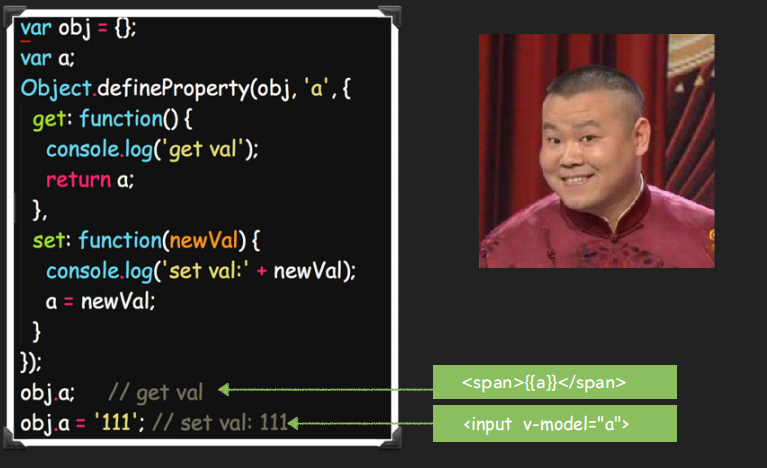 var obj = {};
var a;
Object.defineProperty(obj, 'a', {
get: function() {
console.log('get val');
return a;
},
set: function(newVal) {
console.log('set val:' + newVal);
a = newVal;
}
});
obj.a; // get val
obj.a = '111'; // set val: 111
<span>{{a}}</span>
<input v-model="a">